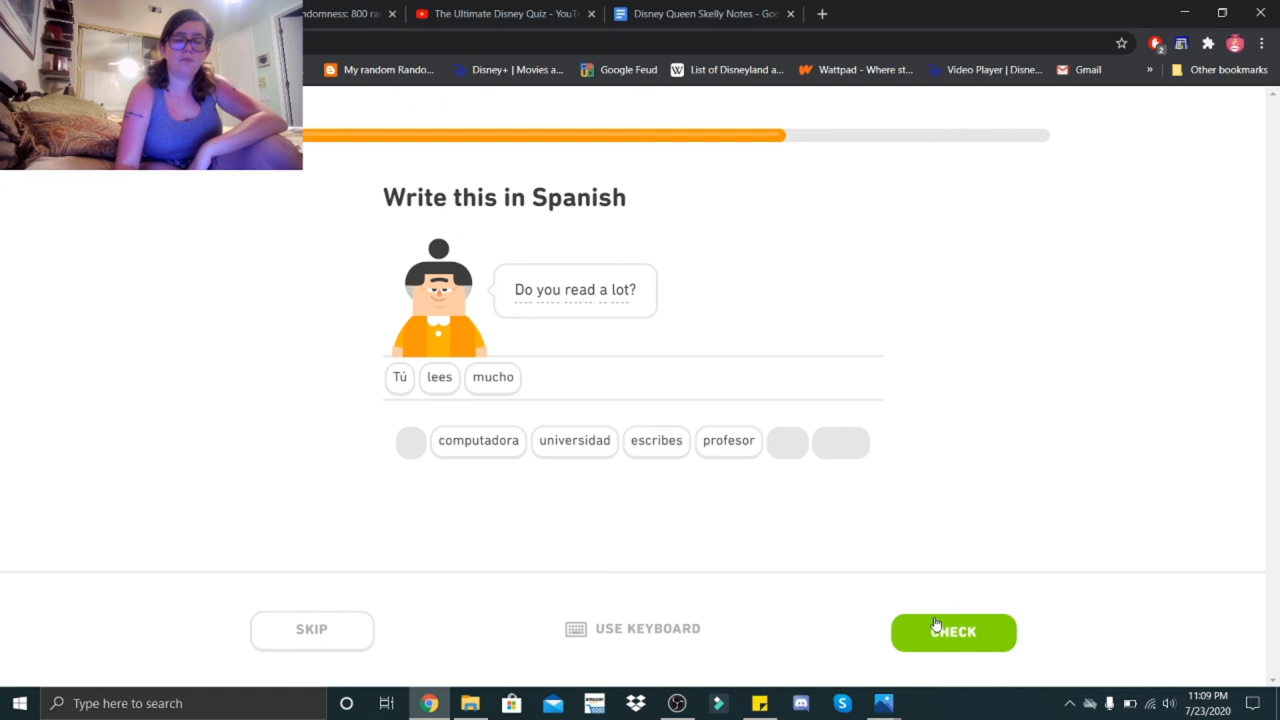 ndomness: 800 ra
The Ultimate Disney Quiz - YouT
Disney Queen Skelly Notes - Goo
My random Rando...
Disney+ | Movies a...
Google Feud
List of Disneyland a...
Wattpad - Where st...
Video Player | Disne...
Gmail
»
Other bookmarks
Write this in Spanish
Do you read a lot?
Tú lees mucho
computadora universidad escribes profesor
SKIP
USE KEYBOARD
CHECK
Type here to search
11:09 PM
7/23/2020